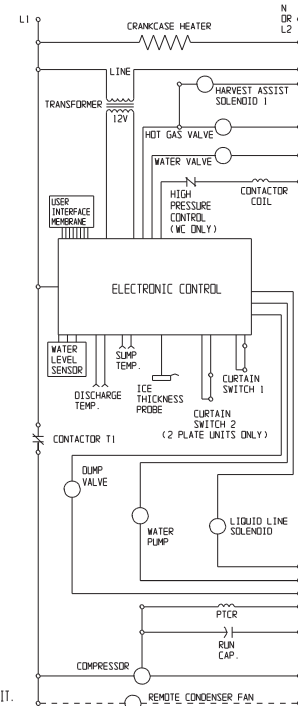 L1
N
OR
L2
CRANKCASE HEATER
LINE
TRANSFORMER
12V
HARVEST ASSIST
SOLENOID 1
HOT GAS VALVE
WATER VALVE
HIGH
PRESSURE
CONTROL
(WC ONLY)
CONTACTOR
COIL
USER
INTERFACE
MEMBRANE
ELECTRONIC CONTROL
WATER
LEVEL
SENSOR
SUMP
TEMP.
DISCHARGE
TEMP.
ICE
THICKNESS
PROBE
CURTAIN
SWITCH 1
CURTAIN
SWITCH 2
(2 PLATE UNITS ONLY)
CONTACTOR T1
DUMP
VALVE
WATER
PUMP
LIQUID LINE
SOLENOID
PTCR
RUN
CAP.
COMPRESSOR
IT.
REMOTE CONDENSER FAN